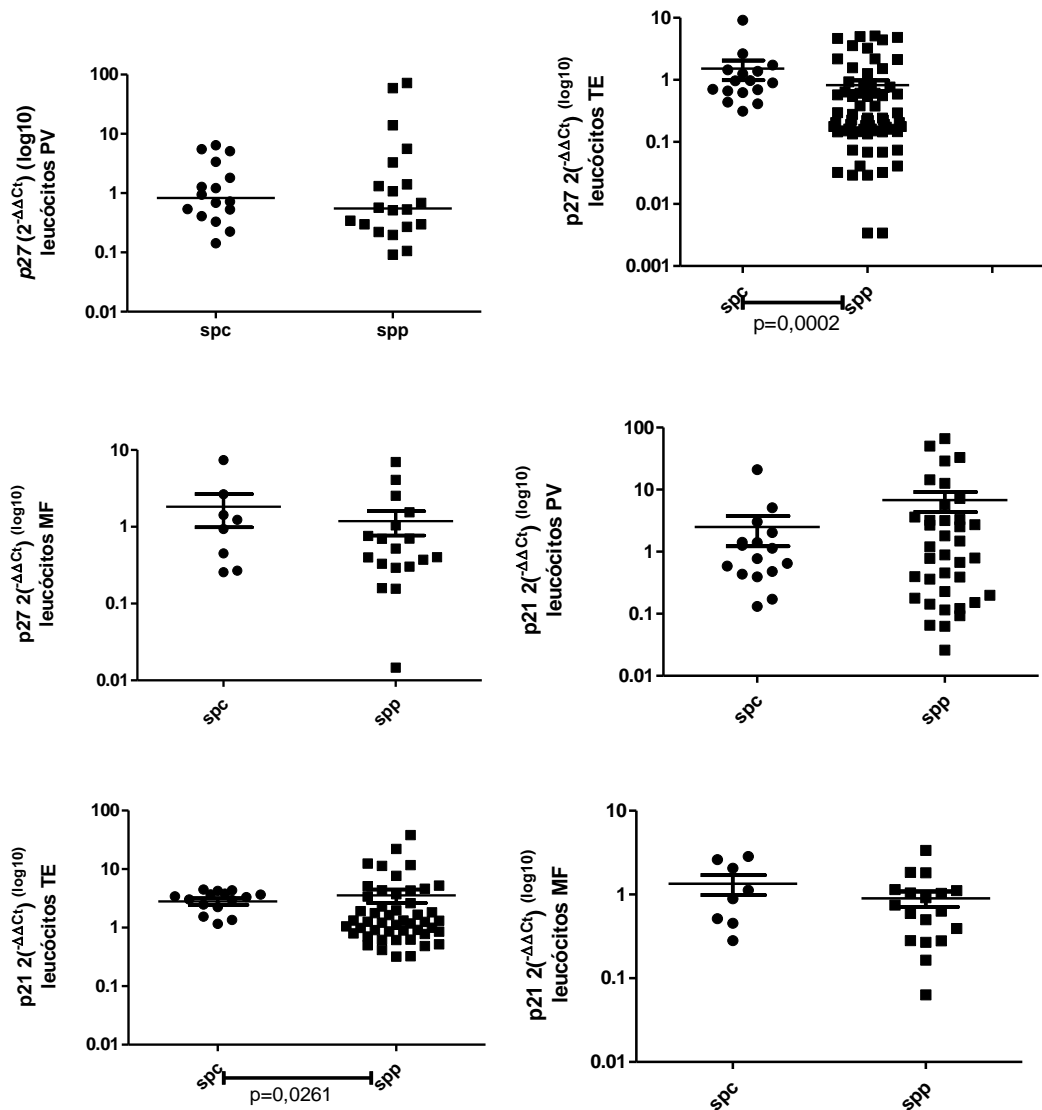 p27 (2^-ΔΔCt) (log10)
leucócitos PV
100
10
1
0.1
0.01
spc
spp
p27 2(^-ΔΔCt) (log10)
leucócitos TE
10
1
0.1
0.01
0.001
spc
spp
p=0,0002
p27 2(^-ΔΔCt) (log10)
leucócitos MF
10
1
0.1
0.01
spc
spp
p21 2(^-ΔΔCt) (log10)
leucócitos PV
100
10
1
0.1
0.01
spc
spp
p21 2(^-ΔΔCt) (log10)
leucócitos TE
100
10
1
0.1
0.01
spc
spp
p=0,0261
p21 2(^-ΔΔCt) (log10)
leucócitos MF
10
1
0.1
0.01
spc
spp